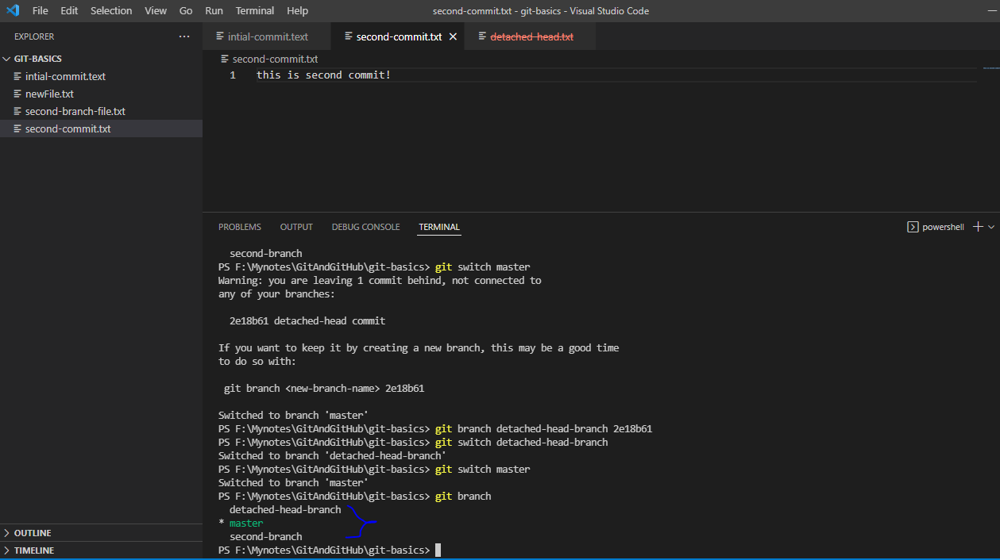 File Edit Selection View Go Run Terminal Help second-commit.txt - git-basics - Visual Studio Code
EXPLORER ...
GIT-BASICS
intial-commit.text
newFile.txt
second-branch-file.txt
second-commit.txt
OUTLINE
TIMELINE
intial-commit.text second-commit.txt detached-head.txt
second-commit.txt
1 this is second commit!
PROBLEMS OUTPUT DEBUG CONSOLE TERMINAL powershell
second-branch
PS F:\Mynotes\GitAndGitHub\git-basics> git switch master
Warning: you are leaving 1 commit behind, not connected to
any of your branches:
2e18b61 detached-head commit
If you want to keep it by creating a new branch, this may be a good time
to do so with:
git branch <new-branch-name> 2e18b61
Switched to branch 'master'
PS F:\Mynotes\GitAndGitHub\git-basics> git branch detached-head-branch 2e18b61
PS F:\Mynotes\GitAndGitHub\git-basics> git switch detached-head-branch
Switched to branch 'detached-head-branch'
PS F:\Mynotes\GitAndGitHub\git-basics> git switch master
Switched to branch 'master'
PS F:\Mynotes\GitAndGitHub\git-basics> git branch
detached-head-branch
* master
second-branch
PS F:\Mynotes\GitAndGitHub\git-basics>